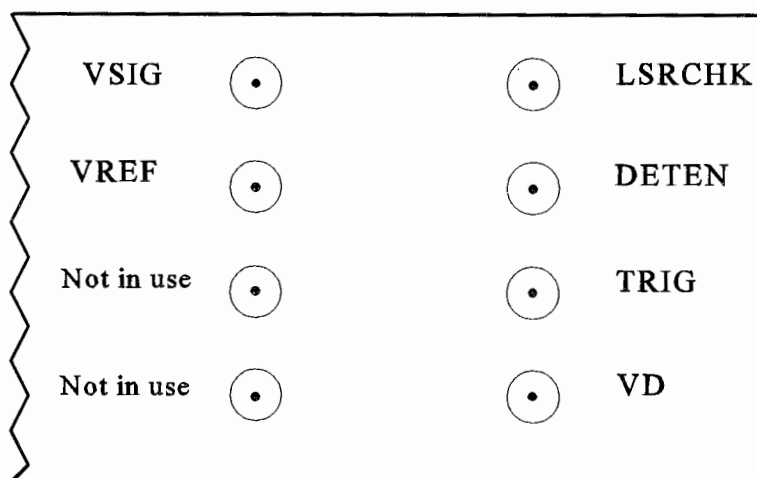 VSIG
LSRCHK
VREF
DETEN
Not in use
TRIG
Not in use
VD